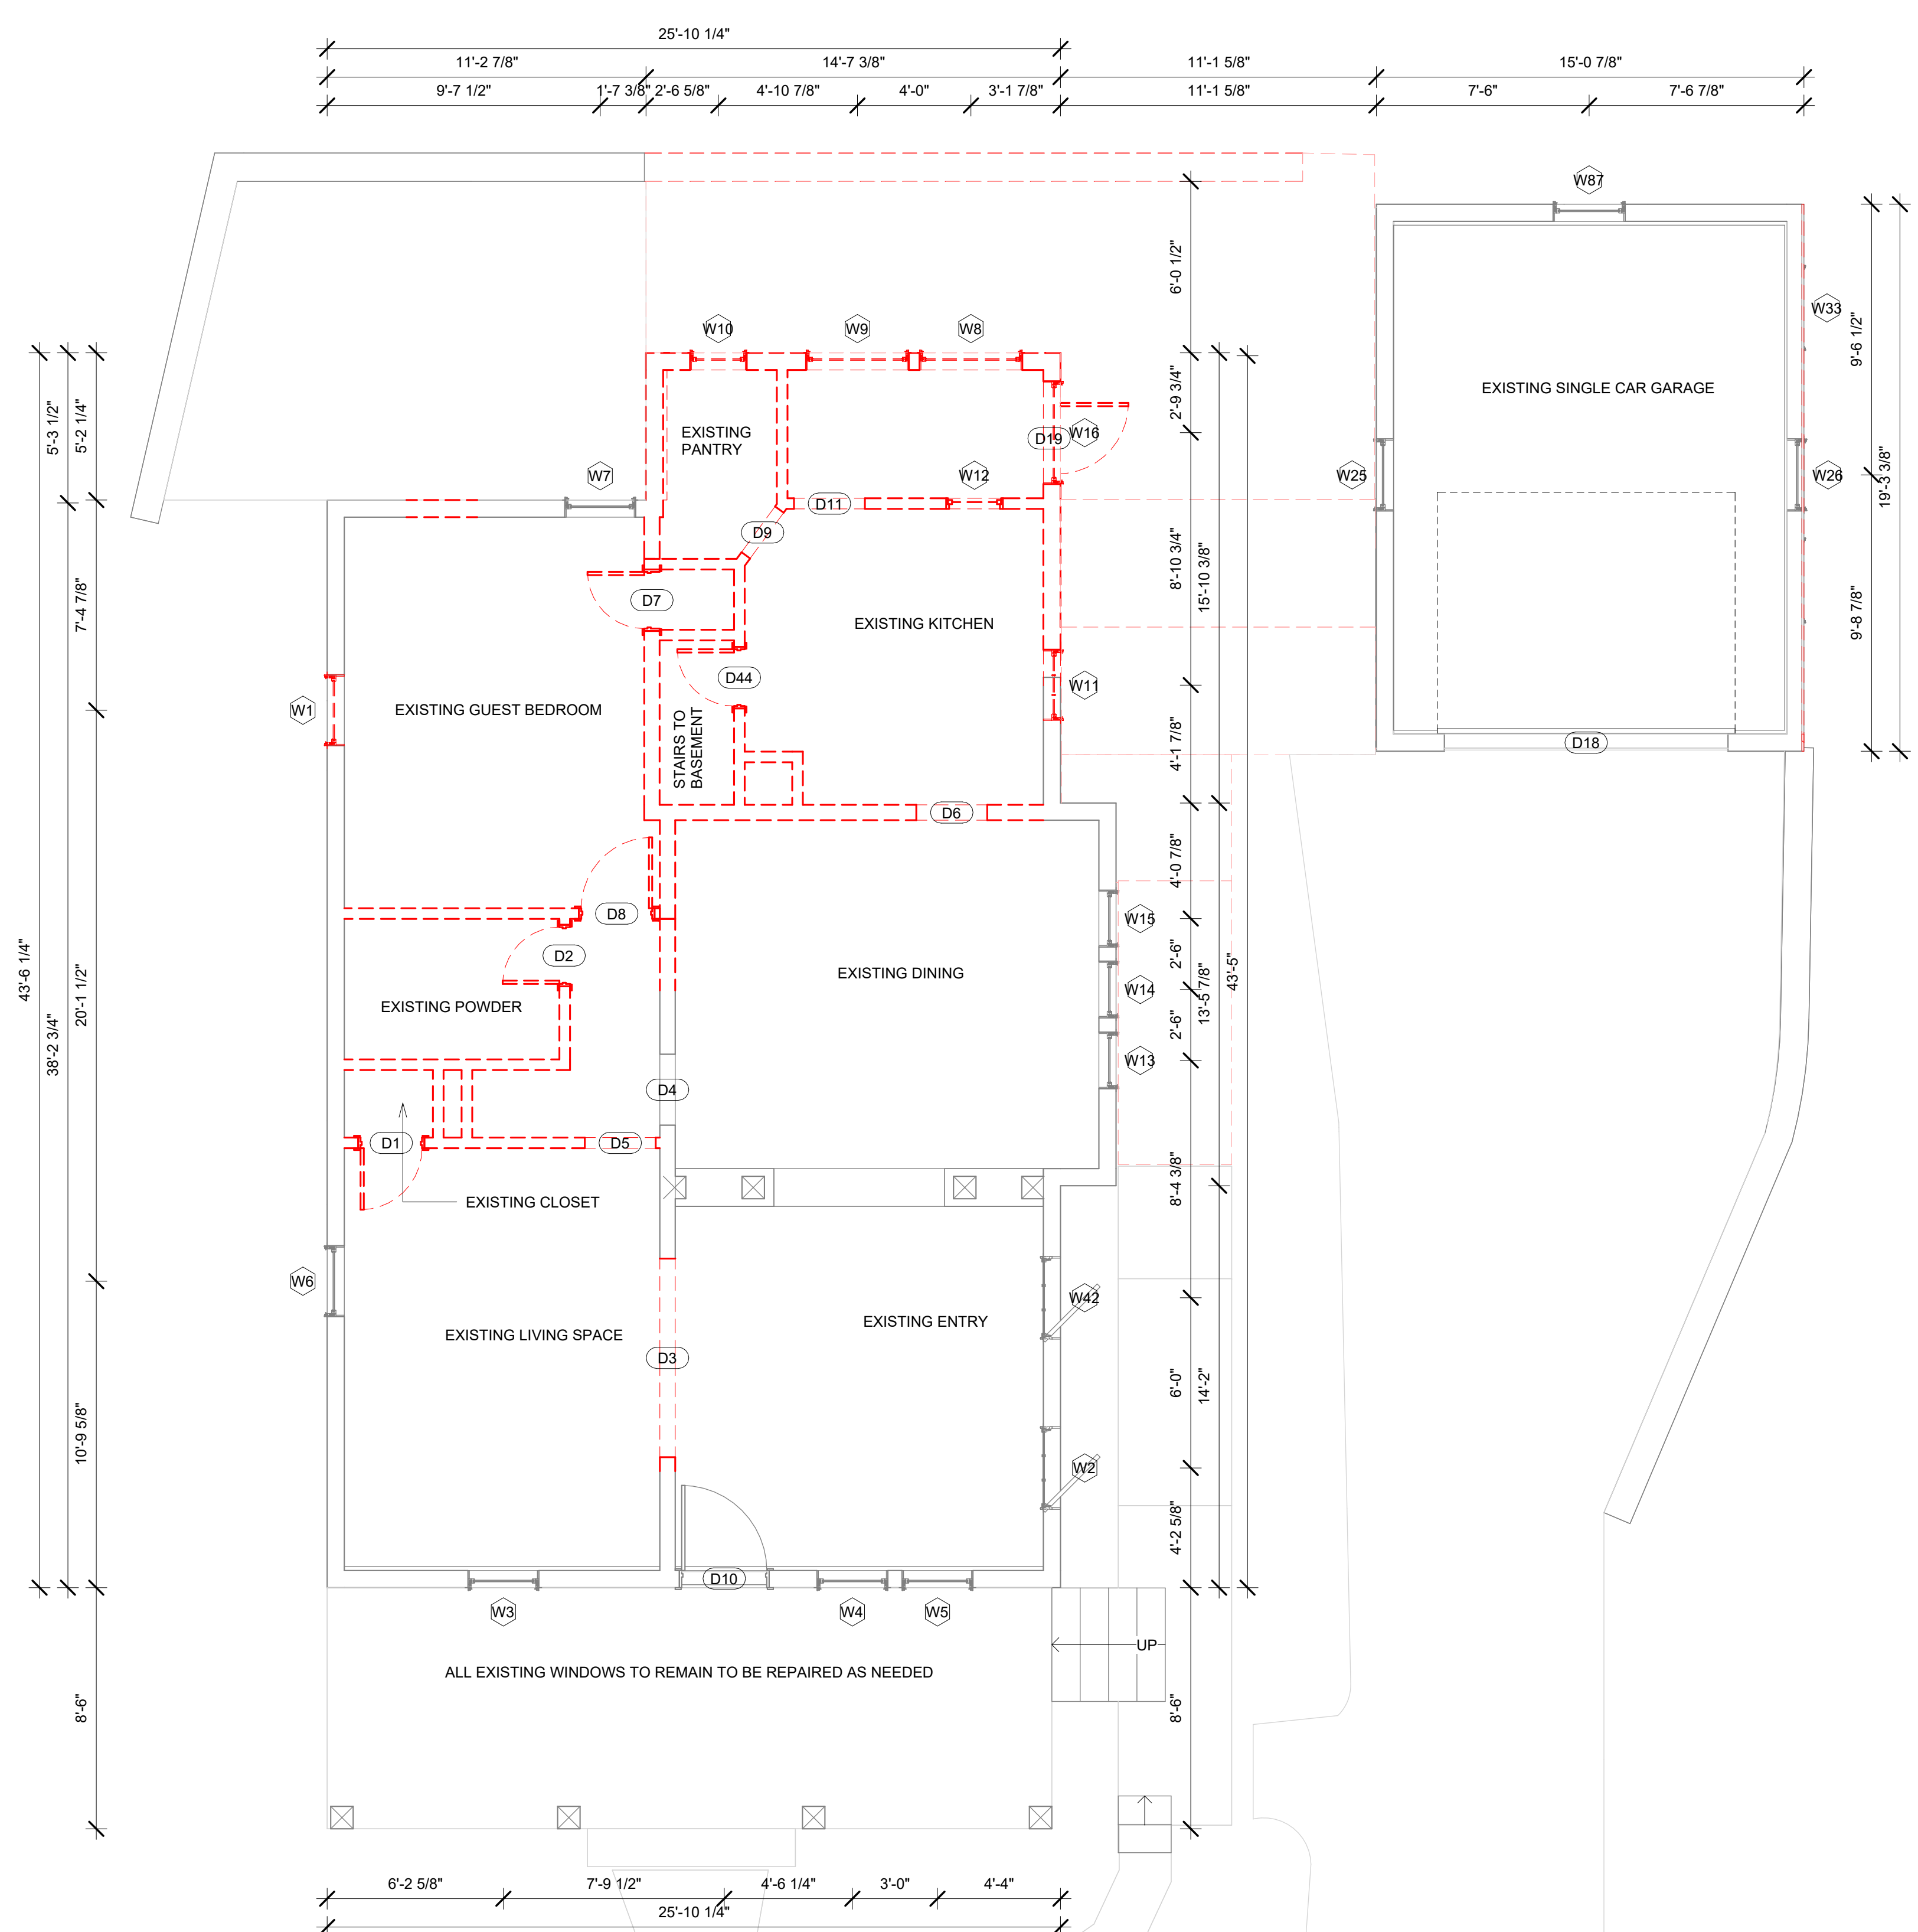 25'-10 1/4"
11'-2 7/8"
14'-7 3/8"
11'-1 5/8"
15'-0 7/8"
9'-7 1/2"
1'-7 3/8"
2'-6 5/8"
4'-10 7/8"
4'-0"
3'-1 7/8"
11'-1 5/8"
7'-6"
7'-6 7/8"
W87
6'-0 1/2"
W33
W10
W9
W8
9'-6 1/2"
EXISTING SINGLE CAR GARAGE
2'-9 3/4"
5'-3 1/2"
5'-2 1/4"
EXISTING
PANTRY
D19
W16
W7
W12
W25
W26
19'-3 3/8"
D11
D9
8'-10 3/4"
15'-10 3/8"
7'-4 7/8"
D7
EXISTING KITCHEN
9'-8 7/8"
D44
W11
W1
EXISTING GUEST BEDROOM
STAIRS TO
BASEMENT
4'-1 7/8"
D18
D6
4'-0 7/8"
D8
W15
D2
2'-6"
43'-6 1/4"
38'-2 3/4"
20'-1 1/2"
EXISTING DINING
W14
13'-5 7/8"
43'-5"
EXISTING POWDER
2'-6"
W13
D4
D1
D5
8'-4 3/8"
EXISTING CLOSET
W6
W42
EXISTING LIVING SPACE
EXISTING ENTRY
D3
6'-0"
14'-2"
10'-9 5/8"
W2
4'-2 5/8"
D10
W3
W4
W5
UP
ALL EXISTING WINDOWS TO REMAIN TO BE REPAIRED AS NEEDED
8'-6"
8'-6"
6'-2 5/8"
7'-9 1/2"
4'-6 1/4"
3'-0"
4'-4"
25'-10 1/4"